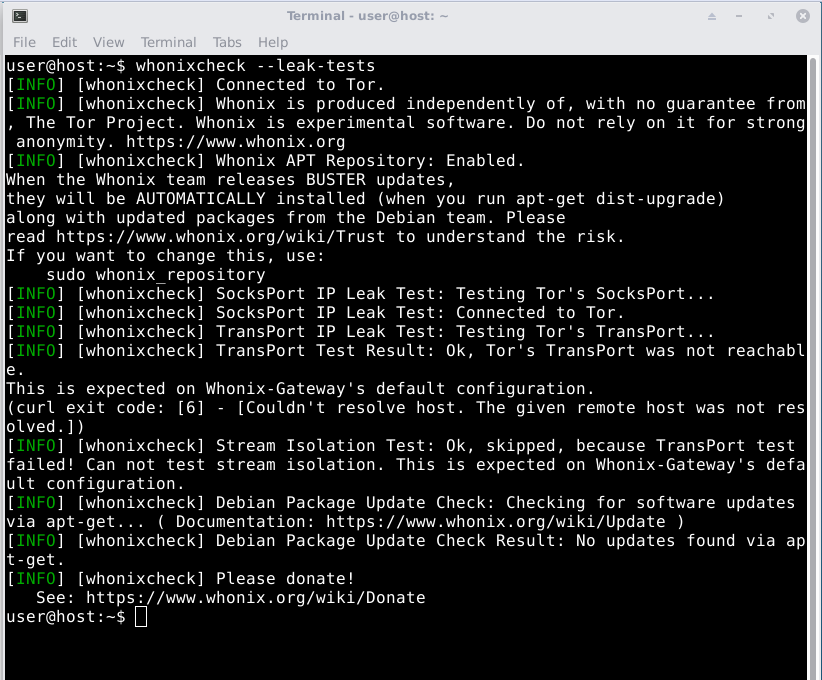 Terminal - user@host: ~
File Edit View Terminal Tabs Help
user@host:~$ whonixcheck --leak-tests
[INFO] [whonixcheck] Connected to Tor.
[INFO] [whonixcheck] Whonix is produced independently of, with no guarantee from
, The Tor Project. Whonix is experimental software. Do not rely on it for strong
 anonymity. https://www.whonix.org
[INFO] [whonixcheck] Whonix APT Repository: Enabled.
When the Whonix team releases BUSTER updates,
they will be AUTOMATICALLY installed (when you run apt-get dist-upgrade)
along with updated packages from the Debian team. Please
read https://www.whonix.org/wiki/Trust to understand the risk.
If you want to change this, use:
    sudo whonix_repository
[INFO] [whonixcheck] SocksPort IP Leak Test: Testing Tor's SocksPort...
[INFO] [whonixcheck] SocksPort IP Leak Test: Connected to Tor.
[INFO] [whonixcheck] TransPort IP Leak Test: Testing Tor's TransPort...
[INFO] [whonixcheck] TransPort Test Result: Ok, Tor's TransPort was not reachabl
e.
This is expected on Whonix-Gateway's default configuration.
(curl exit code: [6] - [Couldn't resolve host. The given remote host was not res
olved.])
[INFO] [whonixcheck] Stream Isolation Test: Ok, skipped, because TransPort test
failed! Can not test stream isolation. This is expected on Whonix-Gateway's defa
ult configuration.
[INFO] [whonixcheck] Debian Package Update Check: Checking for software updates
via apt-get... ( Documentation: https://www.whonix.org/wiki/Update )
[INFO] [whonixcheck] Debian Package Update Check Result: No updates found via ap
t-get.
[INFO] [whonixcheck] Please donate!
   See: https://www.whonix.org/wiki/Donate
user@host:~$